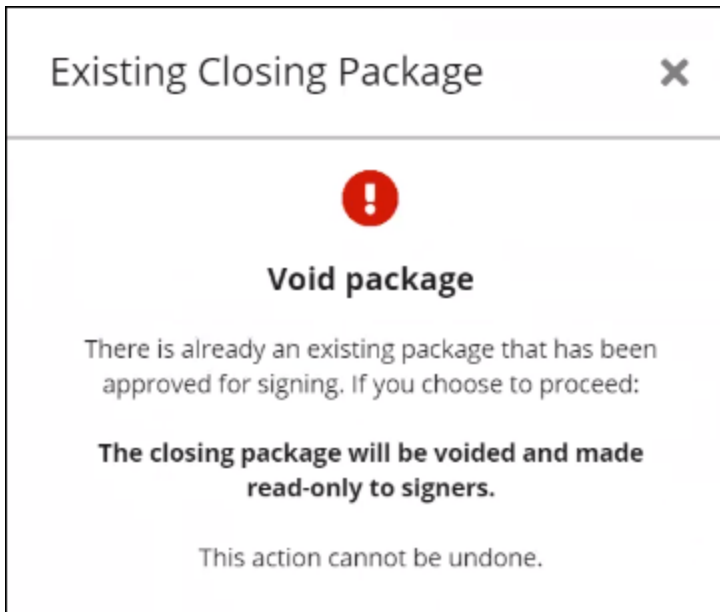 Existing Closing Package
Void package
There is already an existing package that has been
approved for signing. If you choose to proceed:
The closing package will be voided and made
read-only to signers.
This action cannot be undone.